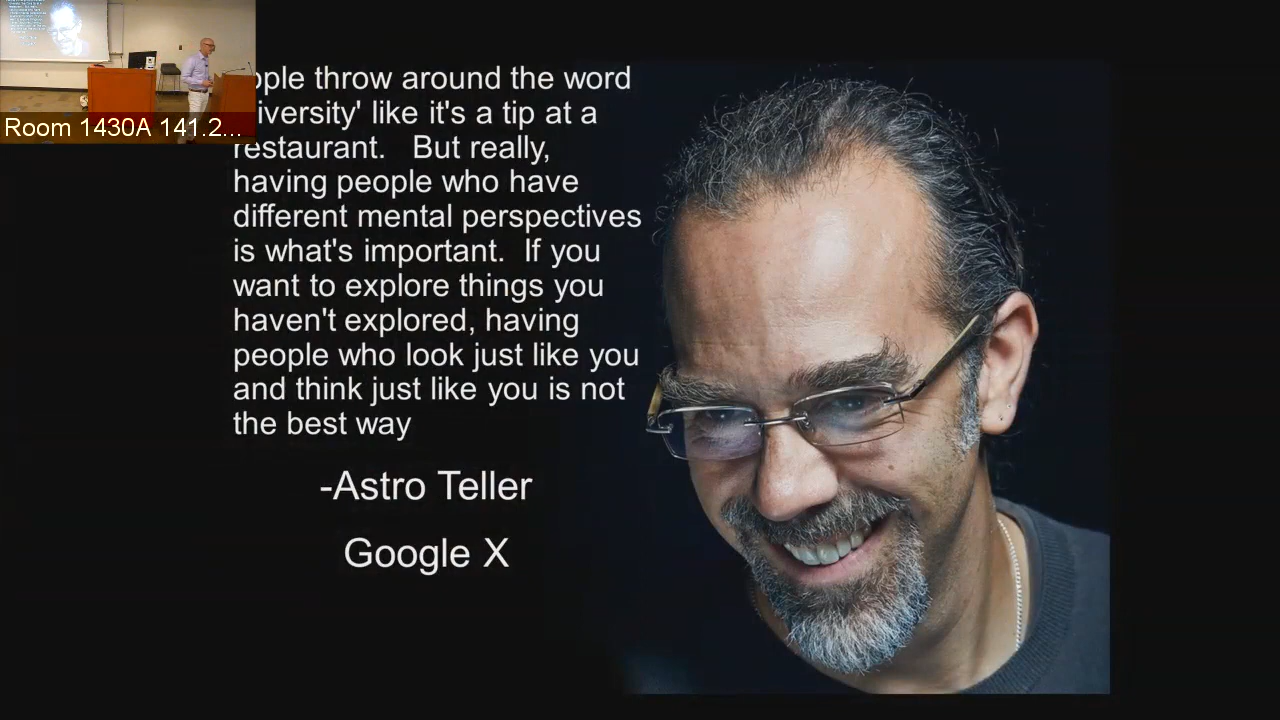 Room 1430A 141.2...
ople throw around the word
iversity' like it's a tip at a
restaurant. But really,
having people who have
different mental perspectives
is what's important. If you
want to explore things you
haven't explored, having
people who look just like you
and think just like you is not
the best way
-Astro Teller
Google X